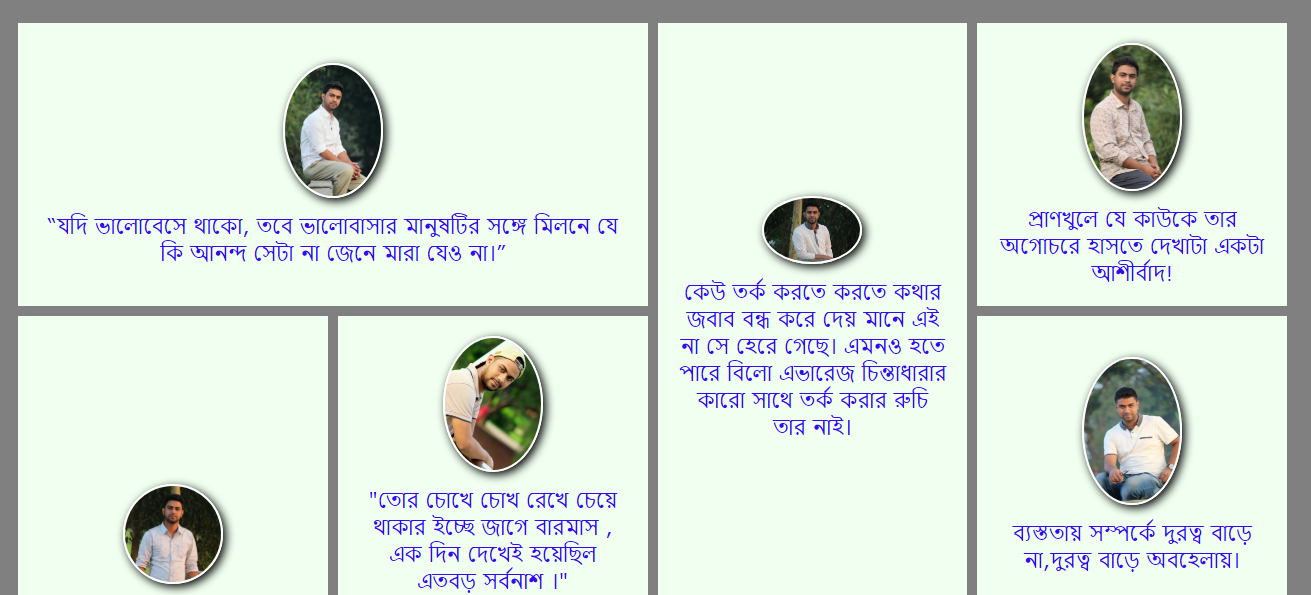 “যদি ভালোবেসে থাকো, তবে ভালোবাসার মানুষটির সঙ্গে মিলনে যে
কি আনন্দ সেটা না জেনে মারা যেও না।”
"তোর চোখে চোখ রেখে চেয়ে
থাকার ইচ্ছে জাগে বারমাস ,
এক দিন দেখেই হয়েছিল
এতবড় সর্বনাশ ।"
কেউ তর্ক করতে করতে কথার
জবাব বন্ধ করে দেয় মানে এই
না সে হেরে গেছে। এমনও হতে
পারে বিলো এভারেজ চিন্তাধারার
কারো সাথে তর্ক করার রুচি
তার নাই।
প্রাণখুলে যে কাউকে তার
অগোচরে হাসতে দেখাটা একটা
আশীর্বাদ!
ব্যস্ততায় সম্পর্কে দুরত্ব বাড়ে
না,দুরত্ব বাড়ে অবহেলায়।